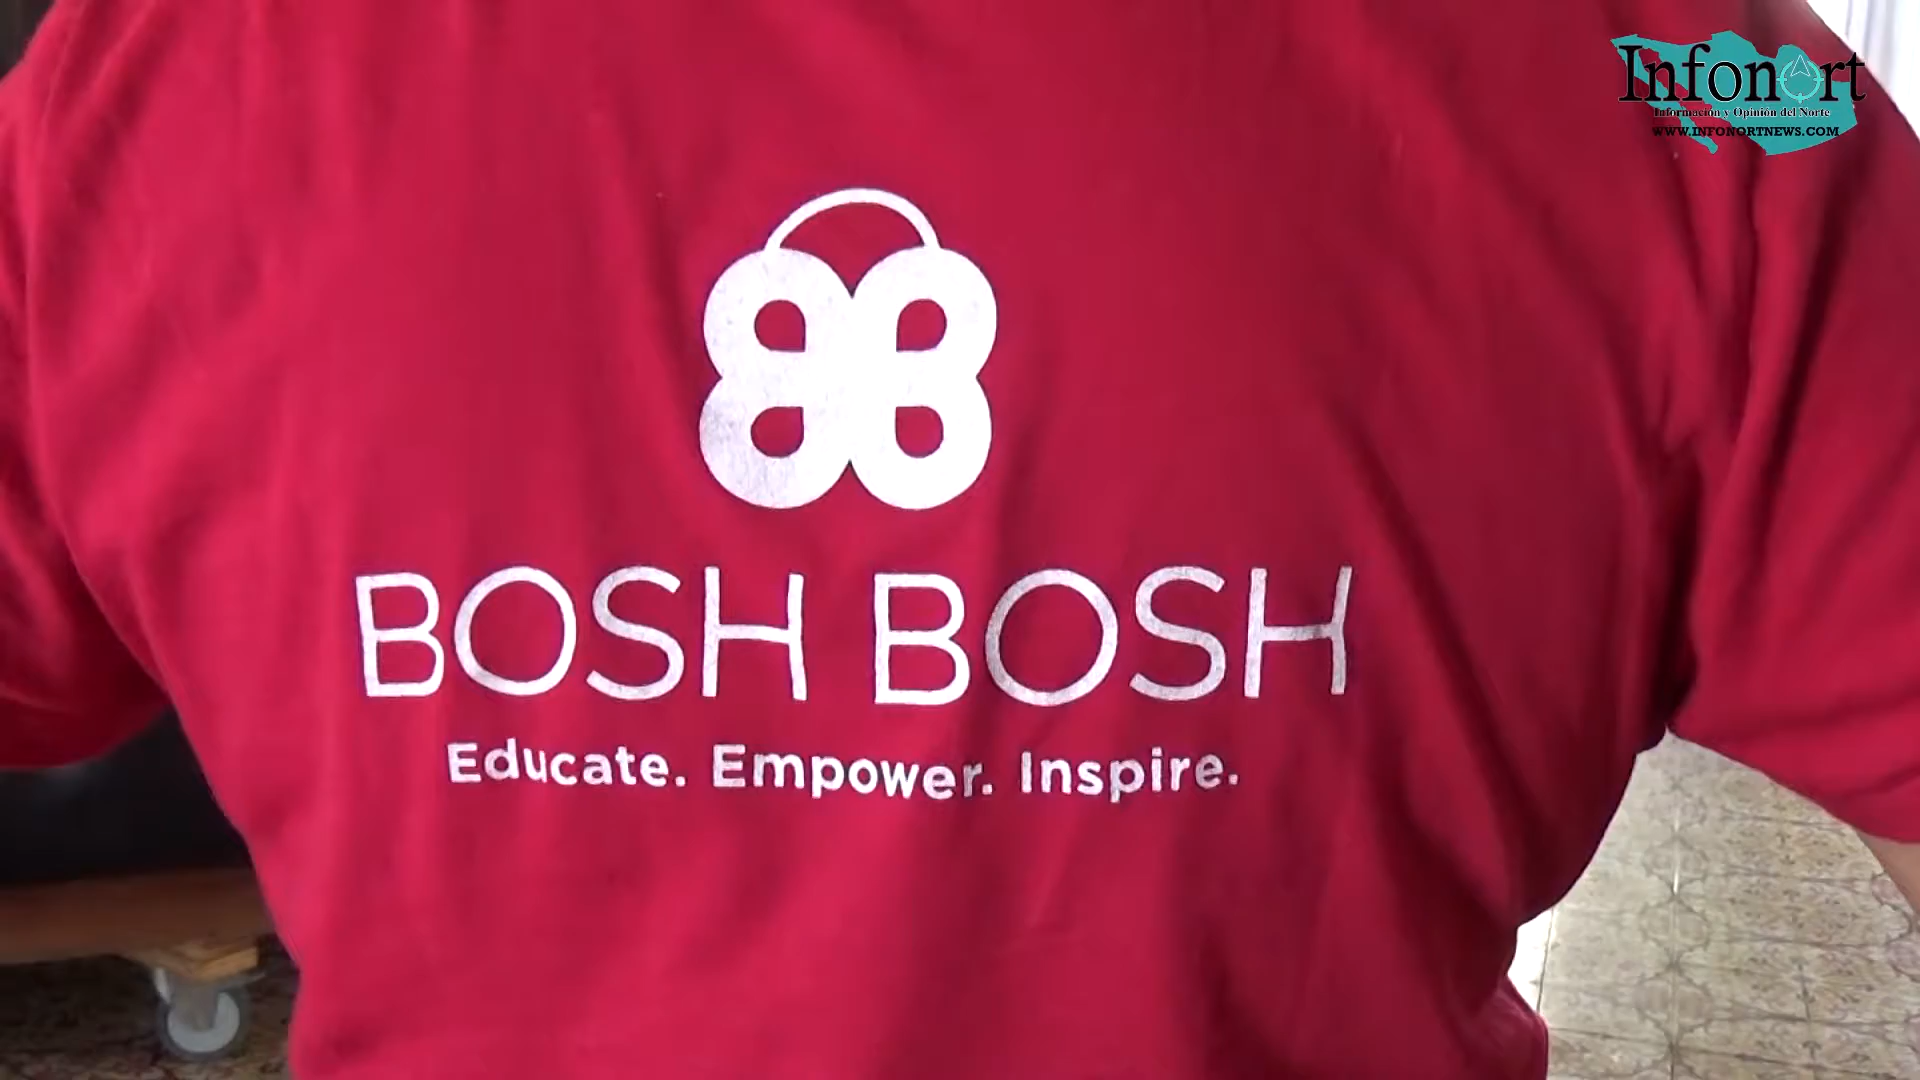 Infonort
Información y Opinión del Norte
WWW.INFONORTNEWS.COM
BOSH BOSH
Educate. Empower. Inspire.